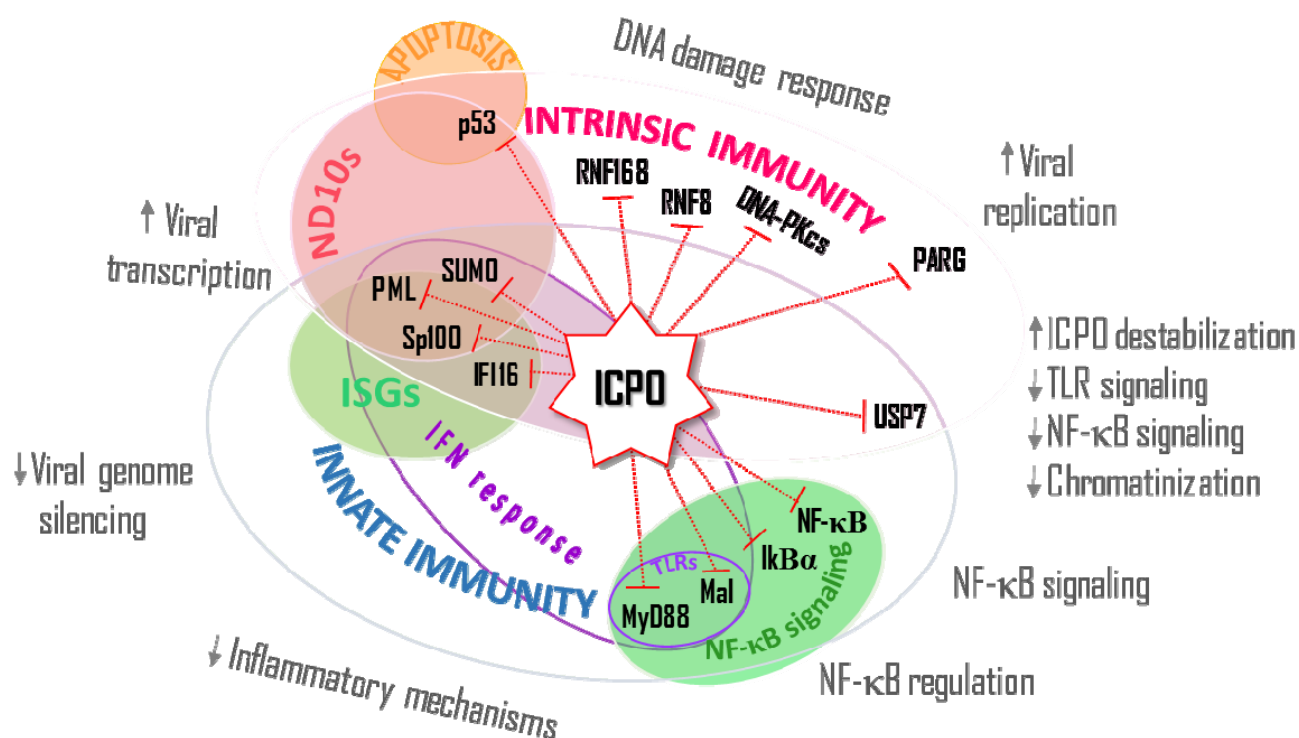 DNA damage response
APOPTOSIS
p53
INTRINSIC IMMUNITY
ND10s
RNF168
RNF8
DNA-PKcs
PARG
↑ Viral
replication
↑ Viral
transcription
SUMO
PML
Sp100
IFI16
ISGs
ICP0
USP7
↑ICP0 destabilization
↓TLR signaling
↓NF-κB signaling
↓Chromatinization
↓Viral genome
silencing
IFN response
INNATE IMMUNITY
NF-κB
IkBα
TLRs
Mal
MyD88
NF-κB signaling
NF-κB signaling
NF-κB regulation
↓ Inflammatory mechanisms